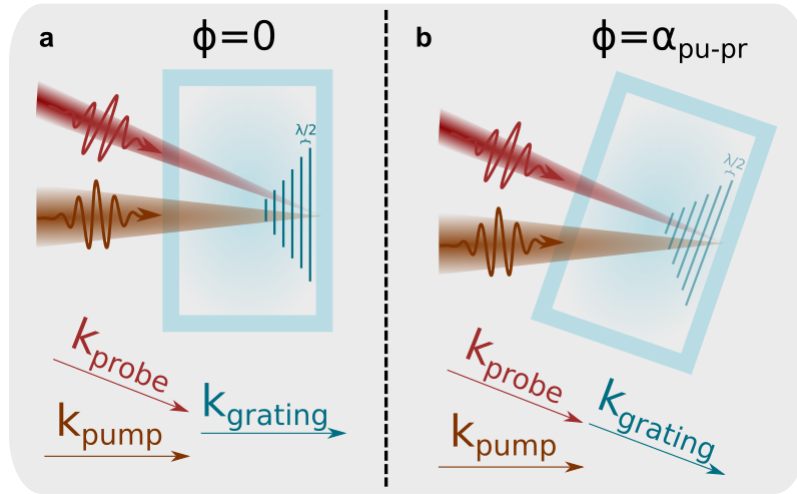 a
ϕ=0
λ/2
k_probe
k_pump
k_grating
b
ϕ=α_pu-pr
λ/2
k_probe
k_pump
k_grating